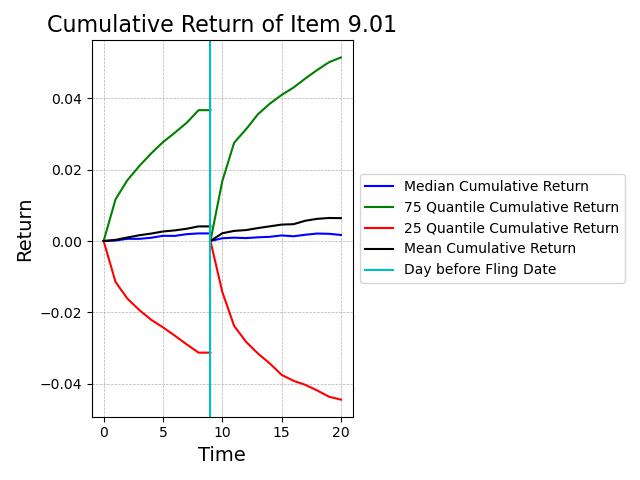 Cumulative Return of Item 9.01
Return
0.04
0.02
0.00
−0.02
−0.04
0
5
10
15
20
Time
Median Cumulative Return
75 Quantile Cumulative Return
25 Quantile Cumulative Return
Mean Cumulative Return
Day before Fling Date